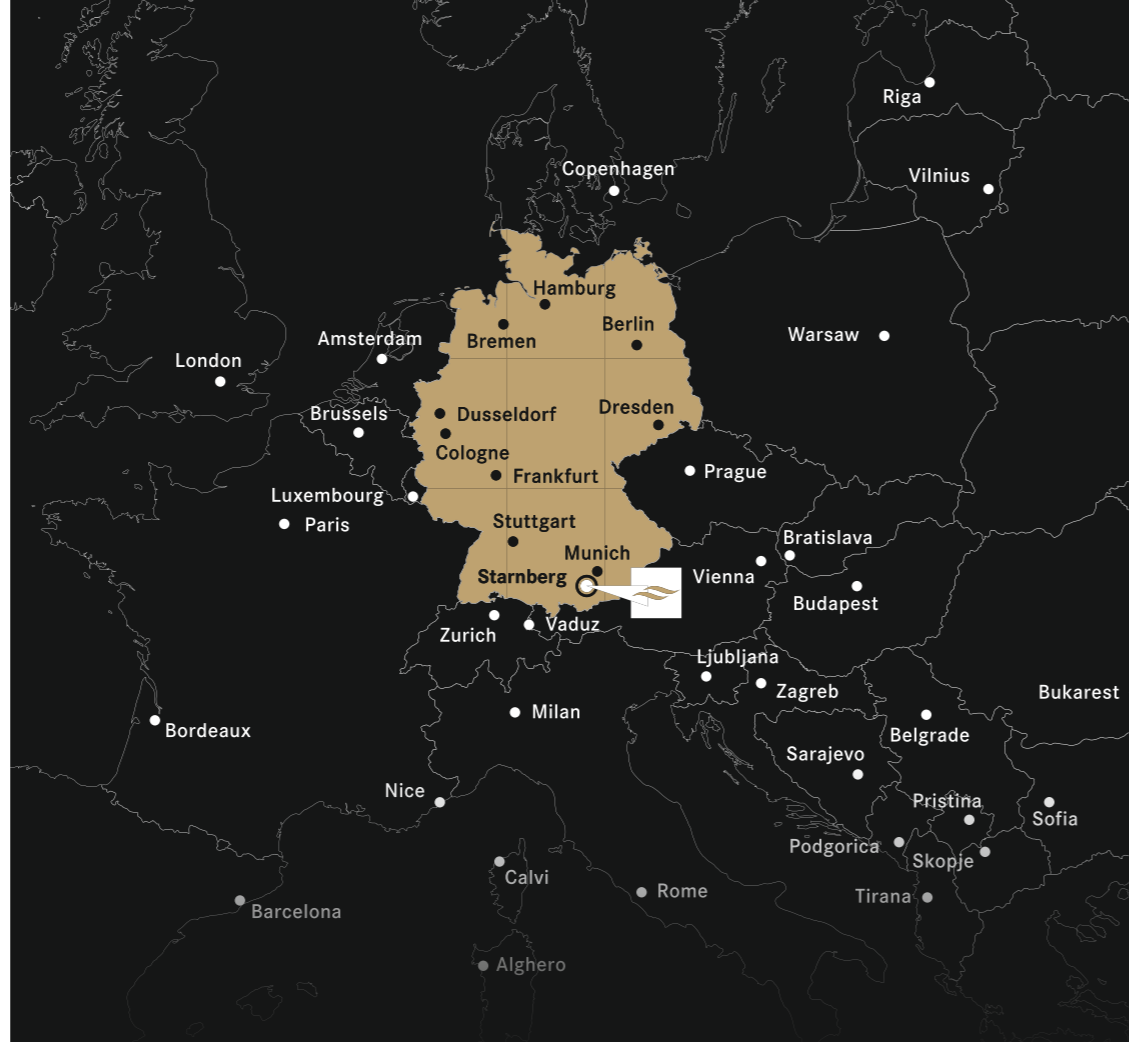 Riga
Copenhagen
Vilnius
Hamburg
Berlin
Bremen
Amsterdam
Warsaw
London
Brussels
Dusseldorf
Dresden
Cologne
Frankfurt
Prague
Luxembourg
Paris
Stuttgart
Bratislava
Munich
Starnberg
Vienna
Budapest
Zurich
Vaduz
Ljubljana
Zagreb
Bukarest
Milan
Bordeaux
Belgrade
Sarajevo
Nice
Pristina
Sofia
Podgorica
Skopje
Calvi
Rome
Tirana
Barcelona
Alghero